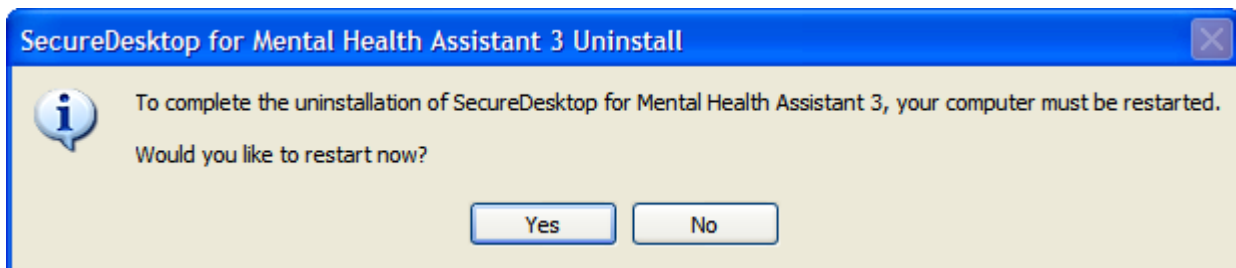 SecureDesktop for Mental Health Assistant 3 Uninstall
To complete the uninstallation of SecureDesktop for Mental Health Assistant 3, your computer must be restarted.
Would you like to restart now?
Yes No